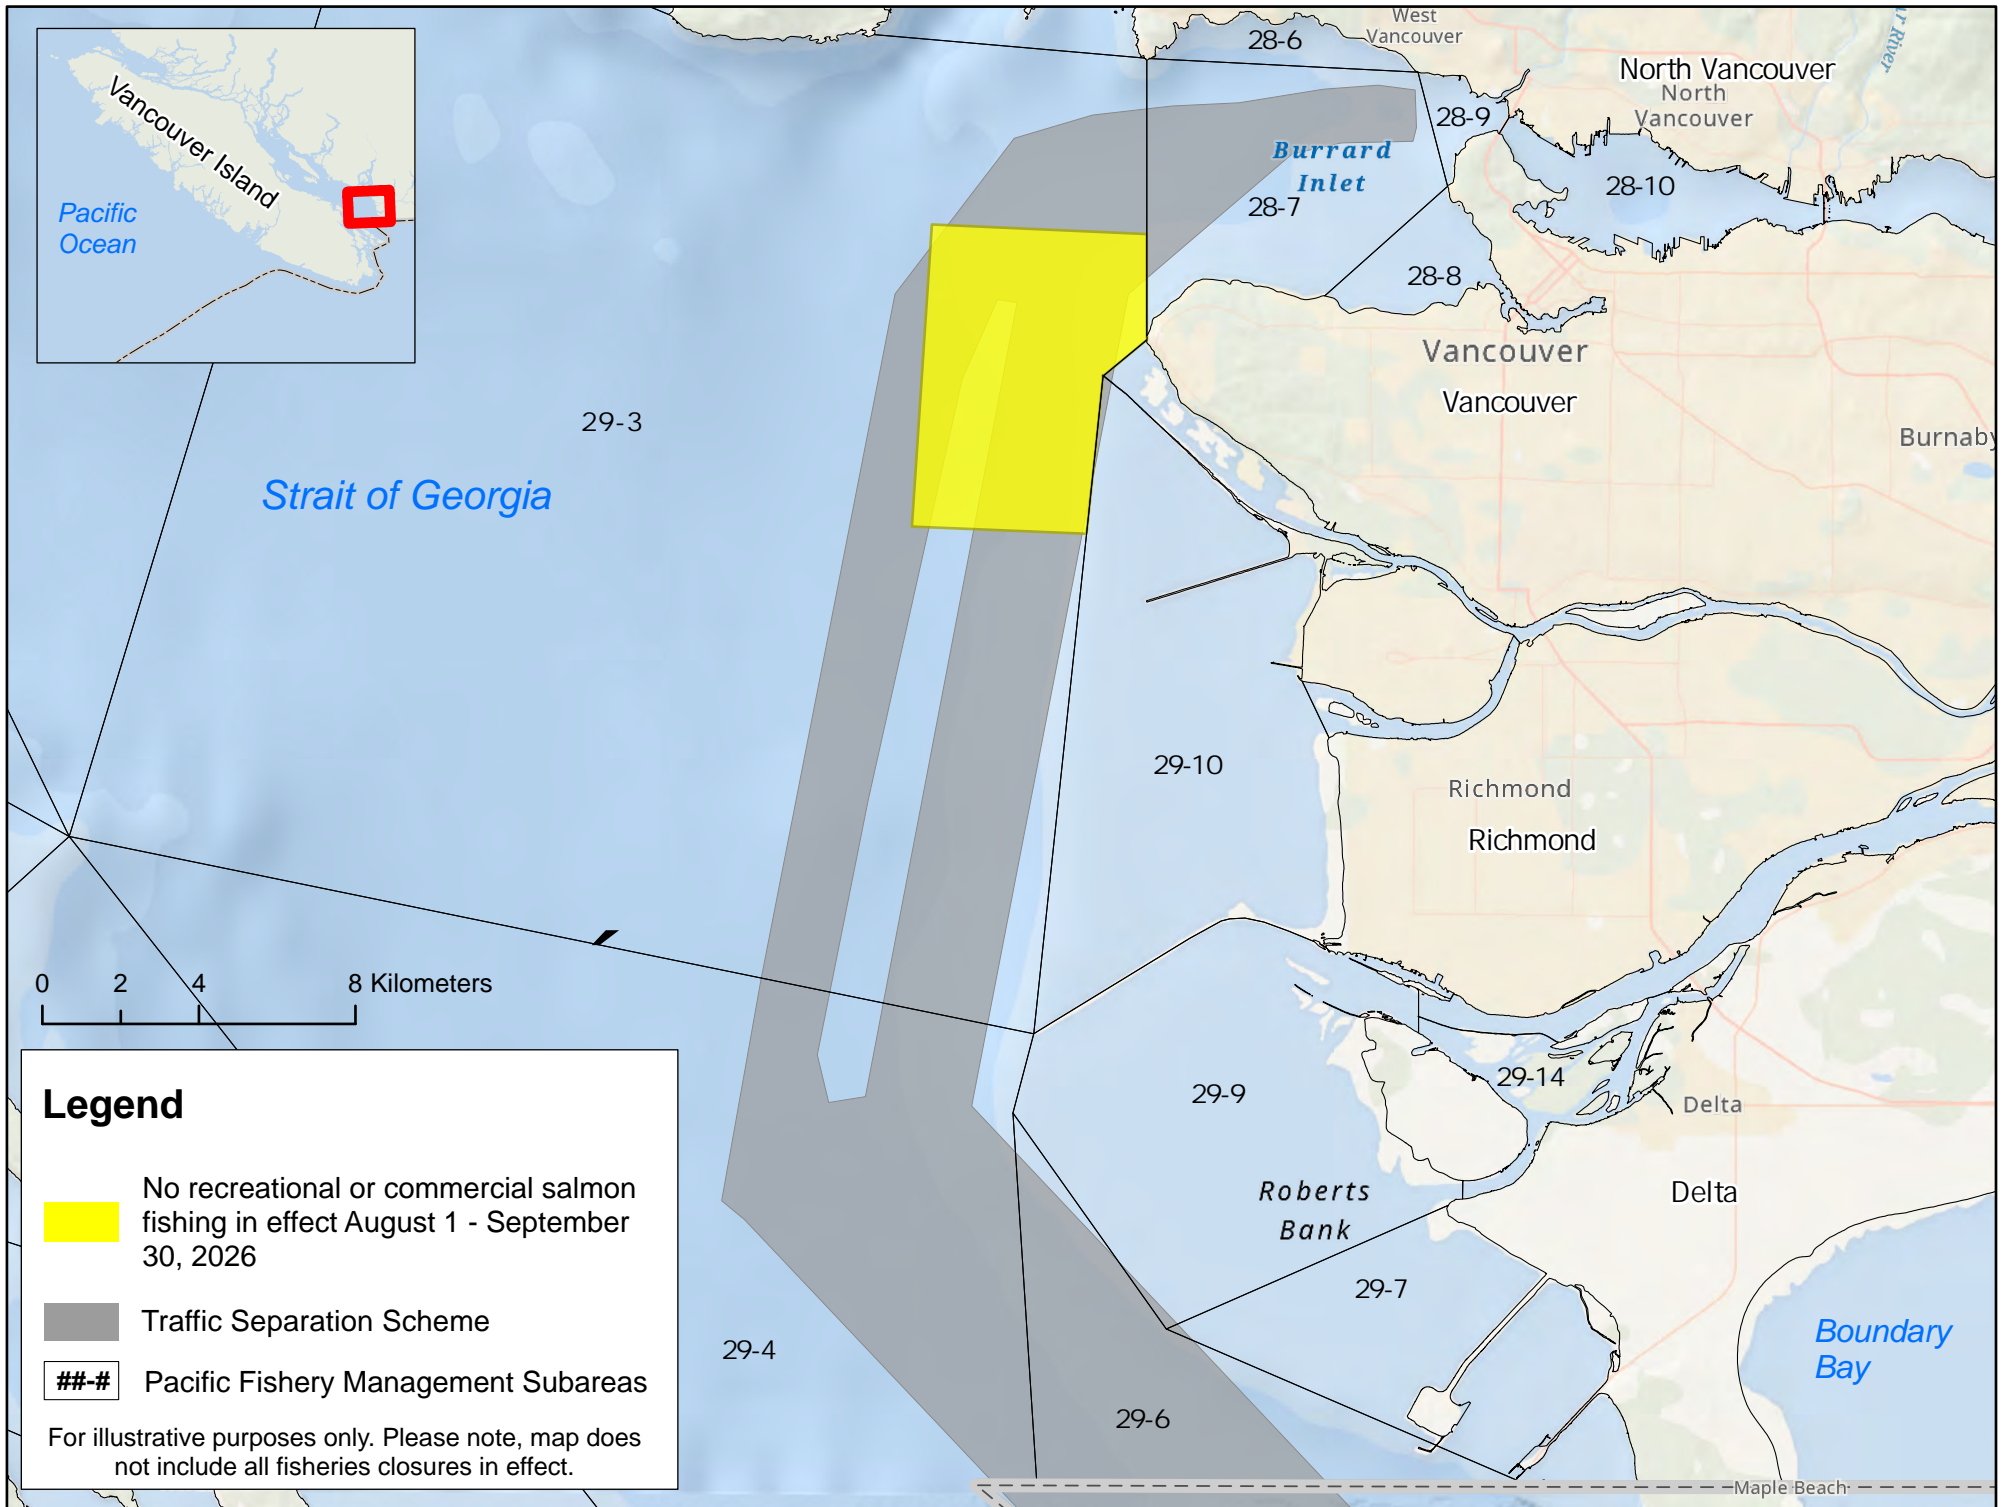 West
Vancouver
28-6
North Vancouver
North
Vancouver
28-9
Vancouver Island
Pacific
Ocean
Burrard
Inlet
28-7
28-10
28-8
Vancouver
Vancouver
Burnaby
29-3
Strait of Georgia
29-10
Richmond
Richmond
0 2 4 8 Kilometers
29-9
29-14
Delta
Delta
Roberts
Bank
29-7
29-4
29-6
Boundary
Bay
Maple Beach
Legend
No recreational or commercial salmon
fishing in effect August 1 - September
30, 2026
Traffic Separation Scheme
##-# Pacific Fishery Management Subareas
For illustrative purposes only. Please note, map does
not include all fisheries closures in effect.